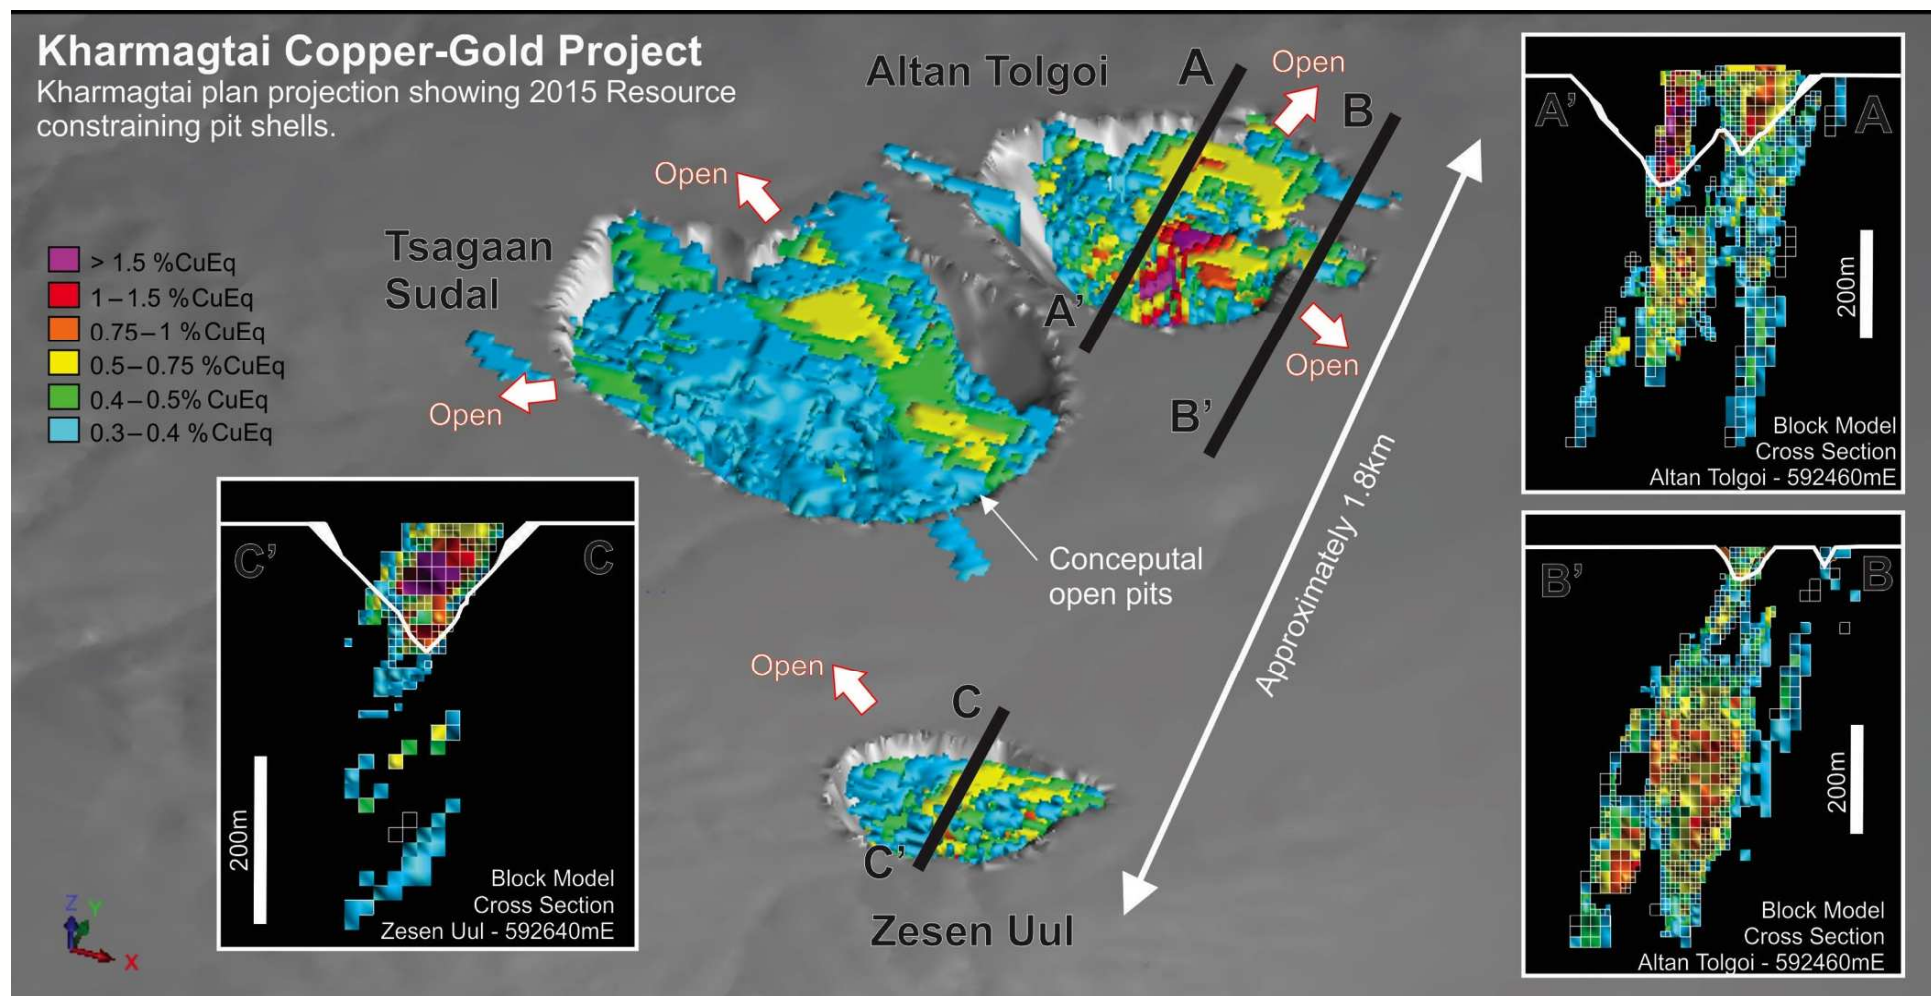 Kharmagtai Copper-Gold Project
Kharmagtai plan projection showing 2015 Resource
constraining pit shells.
Altan Tolgoi
A
Open
B
Open
Tsagaan
Sudal
> 1.5 %CuEq
1–1.5 %CuEq
0.75–1 %CuEq
0.5–0.75 %CuEq
0.4–0.5% CuEq
0.3–0.4 %CuEq
Open
A’
Open
B’
Approximately 1.8km
Conceputal
open pits
Open
C
C’
Zesen Uul
A’
A
200m
Block Model
Cross Section
Altan Tolgoi - 592460mE
B’
B
200m
Block Model
Cross Section
Altan Tolgoi - 592460mE
C’
C
200m
Block Model
Cross Section
Zesen Uul - 592640mE
Z
Y
X